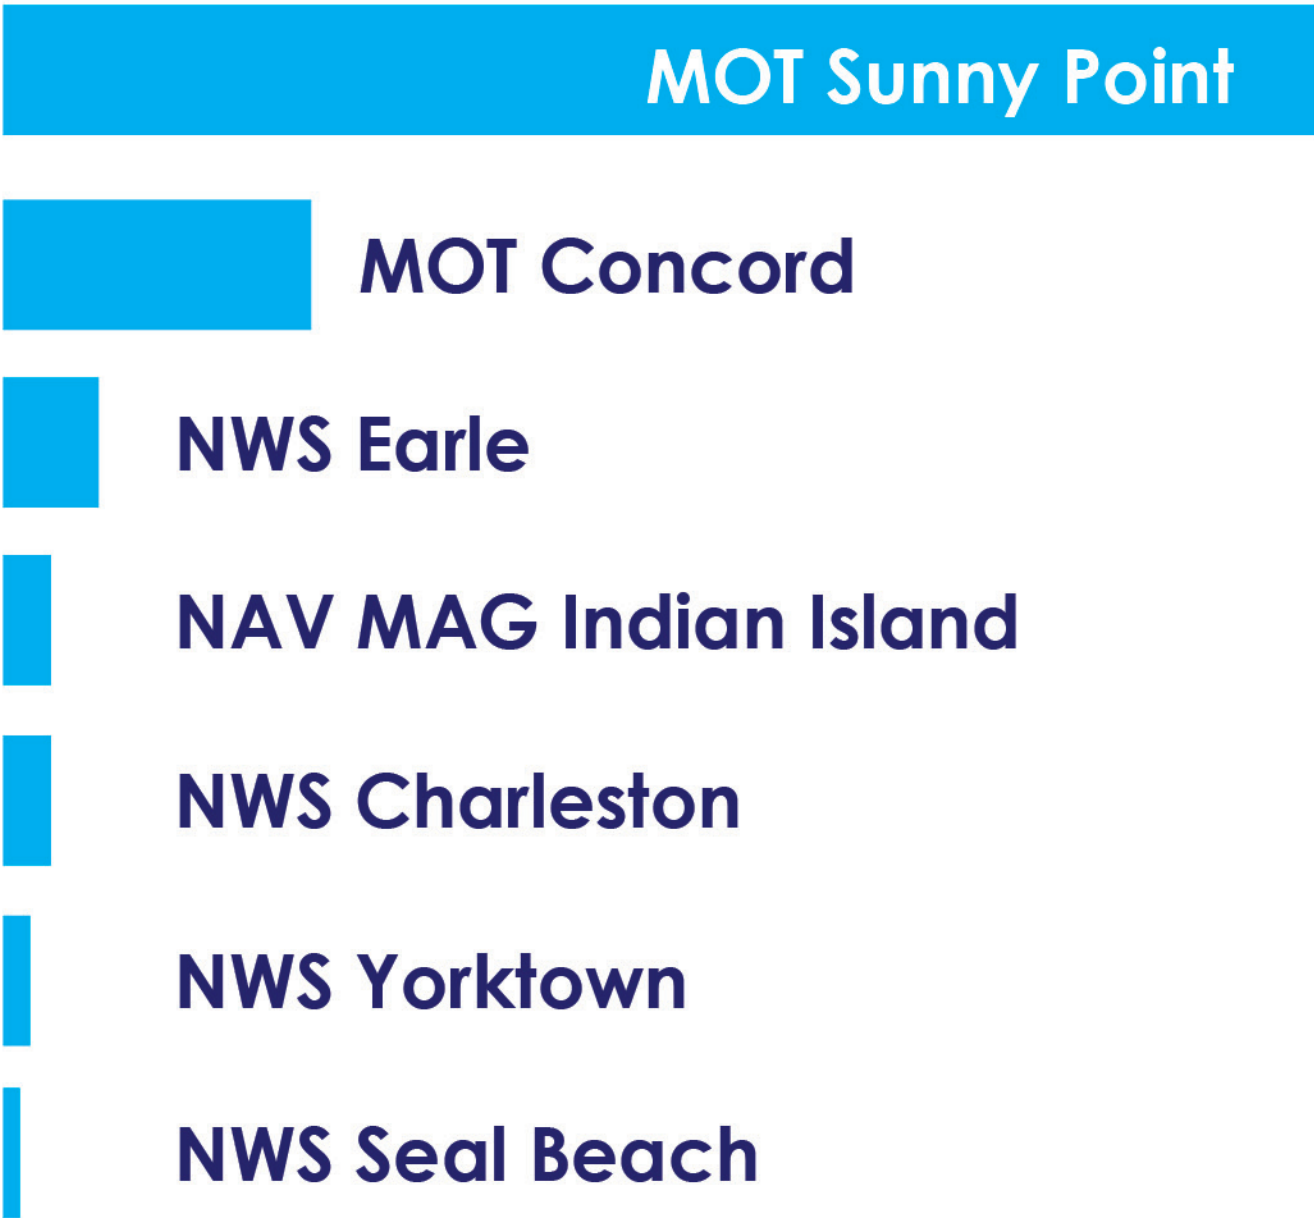 MOT Sunny Point
MOT Concord
NWS Earle
NAV MAG Indian Island
NWS Charleston
NWS Yorktown
NWS Seal Beach